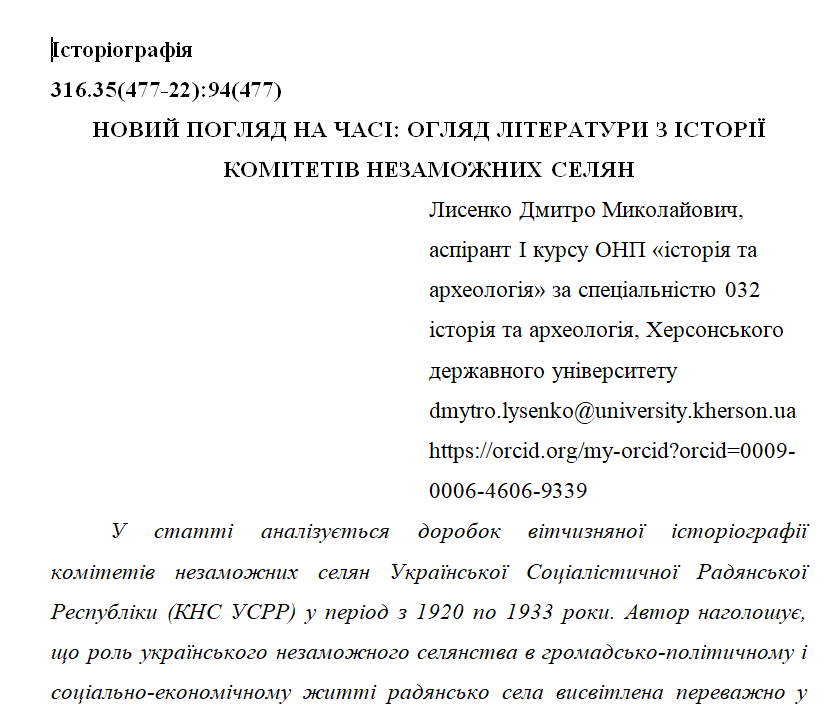 Історіографія
316.35(477-22):94(477)
НОВИЙ ПОГЛЯД НА ЧАСІ: ОГЛЯД ЛІТЕРАТУРИ З ІСТОРІЇ
КОМІТЕТІВ НЕЗАМОЖНИХ СЕЛЯН
Лисенко Дмитро Миколайович,
аспірант І курсу ОНП «історія та
археологія» за спеціальністю 032
історія та археологія, Херсонського
державного університету
dmytro.lysenko@university.kherson.ua
https://orcid.org/my-orcid?orcid=0009-
0006-4606-9339
У статті аналізується доробок вітчизняної історіографії
комітетів незаможних селян Української Соціалістичної Радянської
Республіки (КНС УСРР) у період з 1920 по 1933 роки. Автор наголошує,
що роль українського незаможного селянства в громадсько-політичному і
соціально-економічному житті радянсько села висвітлена переважно у